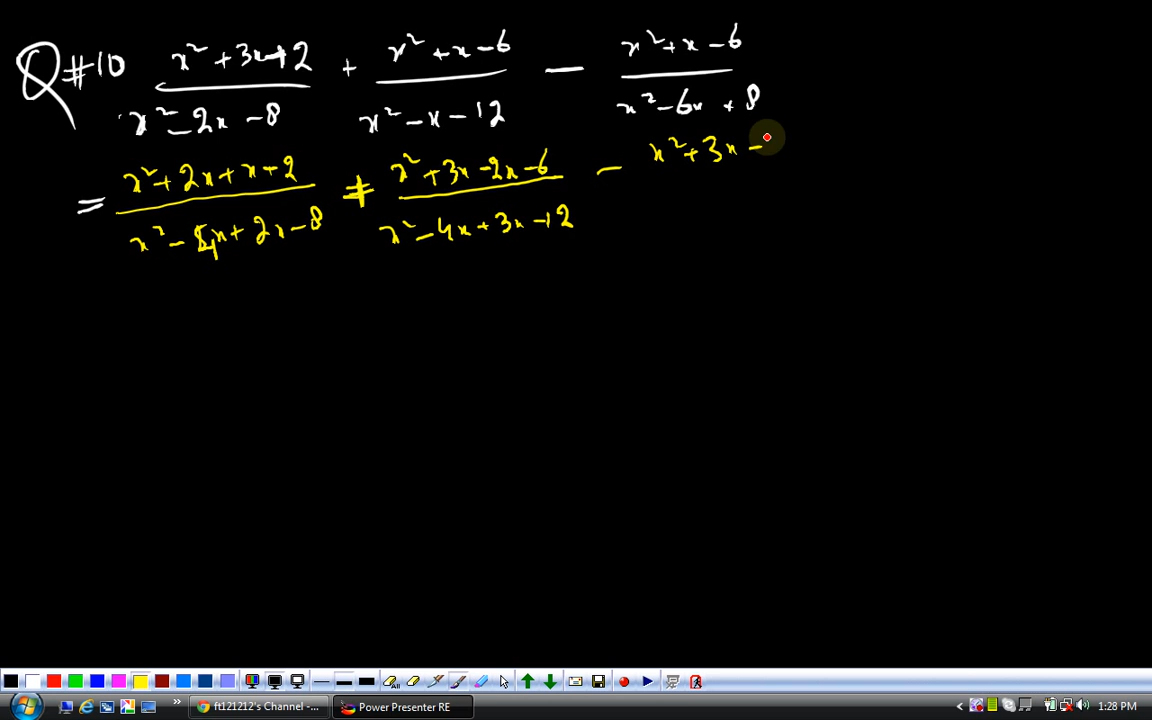 Q#10 x²+3x+2 + x²+x-6 - x²+x-6
x²-2x-8 x²-x-12 x²-6x+8
= x²+2x+x+2 + x²+3x-2x-6 - x²+3x-
x²-4x+2x-8 x²-4x+3x-12
ft121212's Channel -... Power Presenter RE 1:28 PM